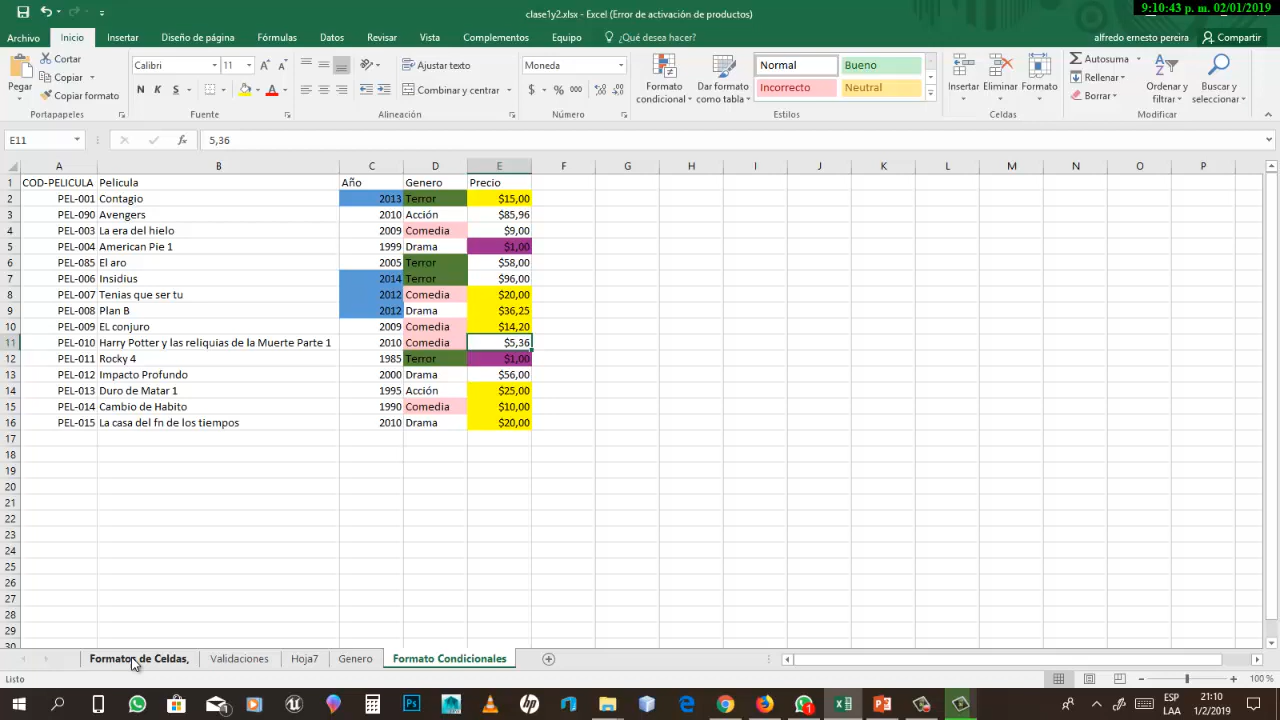 clase1y2.xlsx - Excel (Error de activación de productos)
9:10:43 p. m. 02/01/2019
Archivo Inicio Insertar Diseño de página Fórmulas Datos Revisar Vista Complementos Equipo ¿Qué desea hacer? alfredo ernesto pereira Compartir
Cortar
Copiar
Copiar formato
Pegar
Portapapeles
Calibri 11
N K S
Fuente
Ajustar texto
Combinar y centrar
Alineación
Moneda
$ % 000
Número
Formato condicional
Dar formato como tabla
Normal Bueno
Incorrecto Neutral
Estilos
Insertar Eliminar Formato
Celdas
Autosuma
Rellenar
Borrar
Ordenar y filtrar
Buscar y seleccionar
Modificar
E11 fx 5,36
A B C D E F G H I J K L M N O P
1 COD-PELICULA Película Año Genero Precio
2 PEL-001 Contagio 2013 Terror $15,00
3 PEL-090 Avengers 2010 Acción $85,96
4 PEL-003 La era del hielo 2009 Comedia $9,00
5 PEL-004 American Pie 1 1999 Drama $1,00
6 PEL-085 El aro 2005 Terror $58,00
7 PEL-006 Insidius 2014 Terror $96,00
8 PEL-007 Tenias que ser tu 2012 Comedia $20,00
9 PEL-008 Plan B 2012 Drama $36,25
10 PEL-009 EL conjuro 2009 Comedia $14,20
11 PEL-010 Harry Potter y las reliquias de la Muerte Parte 1 2010 Comedia $5,36
12 PEL-011 Rocky 4 1985 Terror $1,00
13 PEL-012 Impacto Profundo 2000 Drama $56,00
14 PEL-013 Duro de Matar 1 1995 Acción $25,00
15 PEL-014 Cambio de Habito 1990 Comedia $10,00
16 PEL-015 La casa del fn de los tiempos 2010 Drama $20,00
17
18
19
20
21
22
23
24
25
26
27
28
29
30
Formatos de Celdas, Validaciones Hoja7 Genero Formato Condicionales
Listo 100 %
ESP 21:10
LAA 1/2/2019